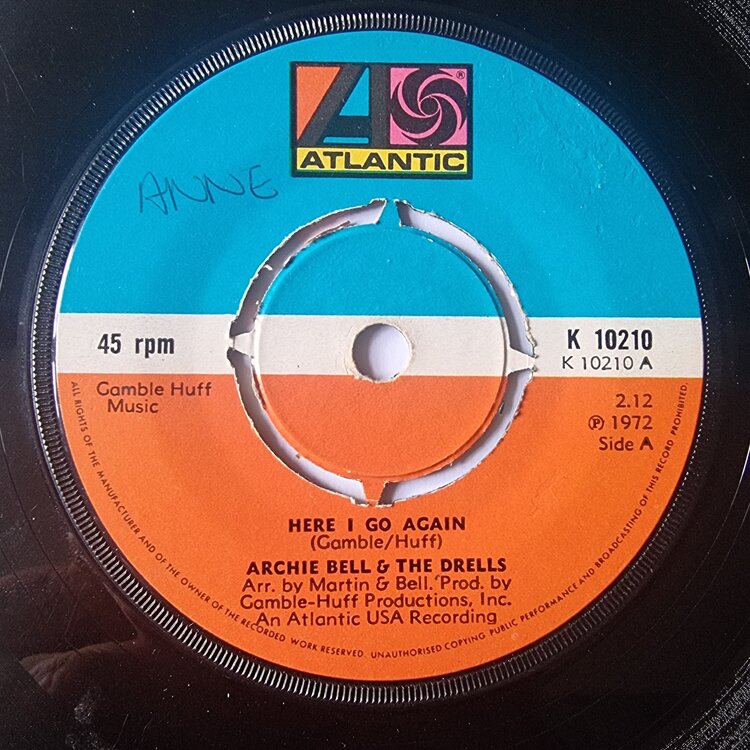 ®
ATLANTIC
ANNE
45 rpm
K 10210
K 10210 A
Gamble Huff
Music
2.12
℗ 1972
Side A
HERE I GO AGAIN
(Gamble/Huff)
ARCHIE BELL & THE DRELLS
Arr. by Martin & Bell. Prod. by
Gamble-Huff Productions, Inc.
An Atlantic USA Recording
ALL RIGHTS OF THE MANUFACTURER AND OF THE OWNER OF THE RECORDED WORK RESERVED. UNAUTHORISED COPYING PUBLIC PERFORMANCE AND BROADCASTING OF THIS RECORD PROHIBITED.